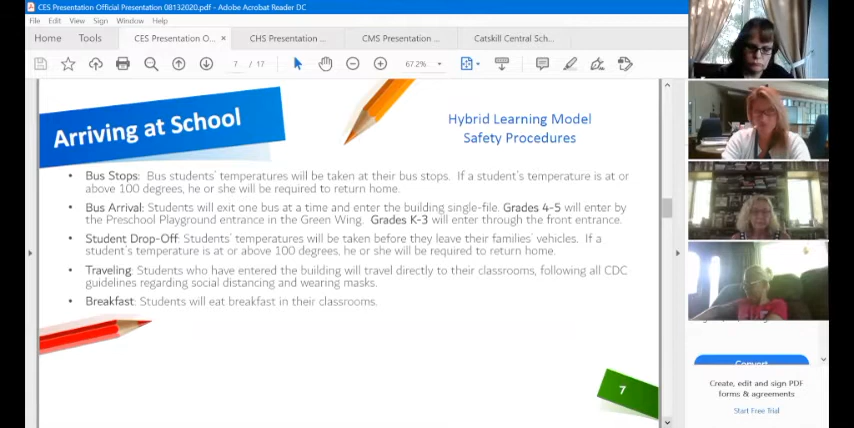 CES Presentation Official Presentation 08132020.pdf - Adobe Acrobat Reader DC
File Edit View Sign Window Help
Home Tools CES Presentation O... × CHS Presentation ... CMS Presentation ... Catskill Central Sch...
7 / 17 67.2%
Arriving at School
Hybrid Learning Model
Safety Procedures
• Bus Stops: Bus students' temperatures will be taken at their bus stops. If a student's temperature is at or
above 100 degrees, he or she will be required to return home.
• Bus Arrival: Students will exit one bus at a time and enter the building single-file. Grades 4-5 will enter by
the Preschool Playground entrance in the Green Wing. Grades K-3 will enter through the front entrance.
• Student Drop-Off: Students' temperatures will be taken before they leave their families' vehicles. If a
student's temperature is at or above 100 degrees, he or she will be required to return home.
• Traveling: Students who have entered the building will travel directly to their classrooms, following all CDC
guidelines regarding social distancing and wearing masks.
• Breakfast: Students will eat breakfast in their classrooms.
7
Convert
Create, edit and sign PDF
forms & agreements
Start Free Trial